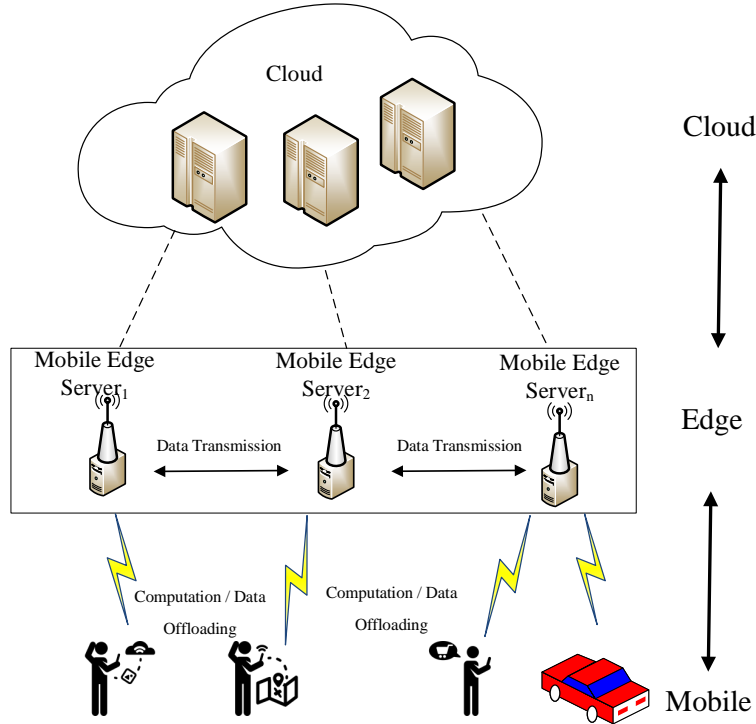 Cloud
Cloud
Mobile Edge
Server₁
Mobile Edge
Server₂
Mobile Edge
Serverₙ
Edge
Data Transmission
Data Transmission
Computation / Data
Offloading
Computation / Data
Offloading
Mobile